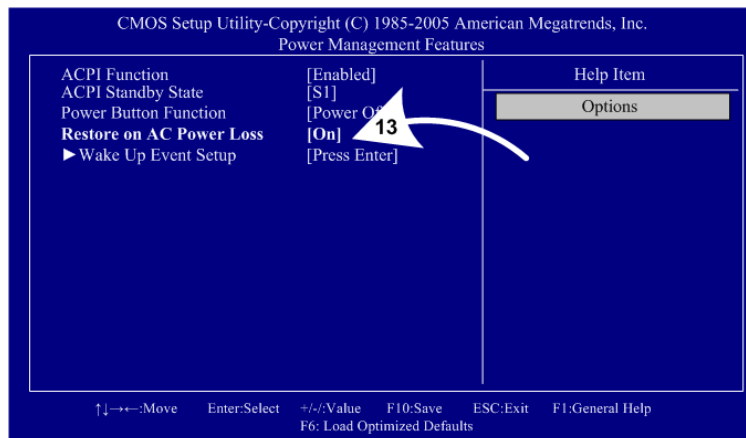 CMOS Setup Utility-Copyright (C) 1985-2005 American Megatrends, Inc.
Power Management Features
ACPI Function [Enabled]
ACPI Standby State [S1]
Power Button Function [Power O
Restore on AC Power Loss [On]
►Wake Up Event Setup [Press Enter]
13
Help Item
Options
↑↓→←:Move Enter:Select +/-/:Value F10:Save ESC:Exit F1:General Help
F6: Load Optimized Defaults